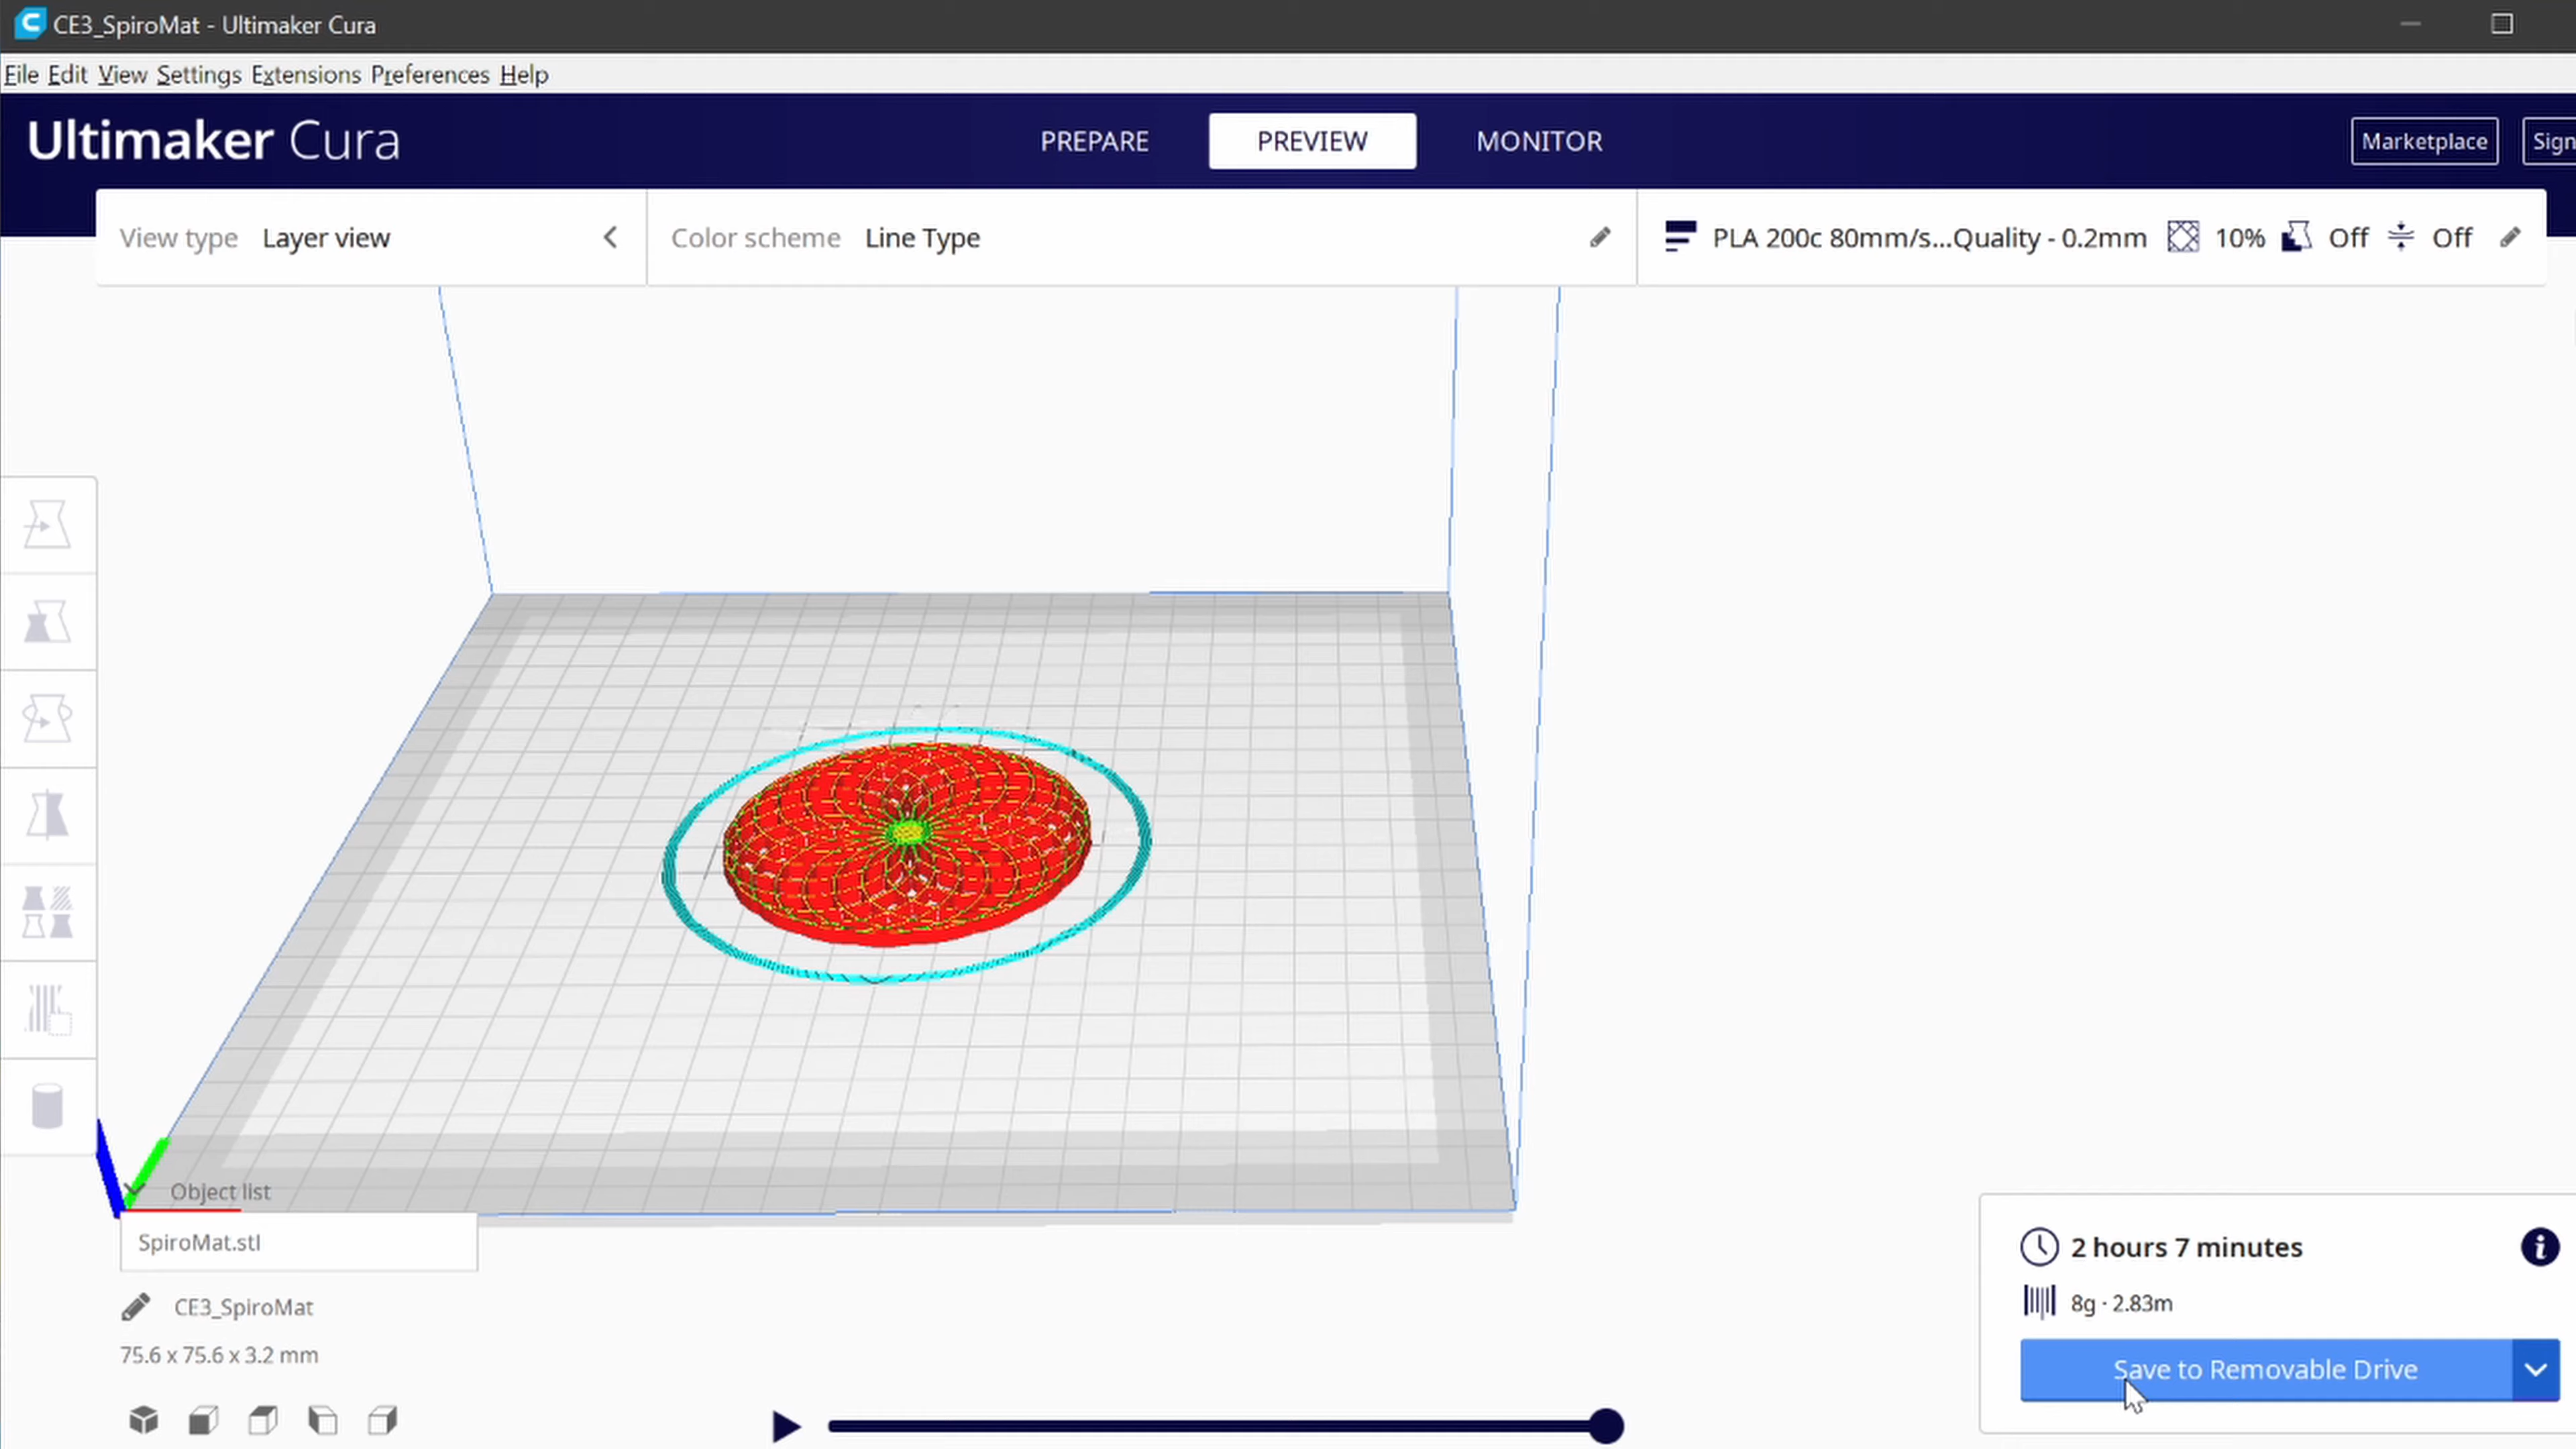 CE3_SpiroMat - Ultimaker Cura
File Edit View Settings Extensions Preferences Help
Ultimaker Cura
PREPARE
PREVIEW
MONITOR
Marketplace
Sign
View type Layer view
Color scheme Line Type
PLA 200c 80mm/s...Quality - 0.2mm
10%
Off
Off
Object list
SpiroMat.stl
CE3_SpiroMat
75.6 x 75.6 x 3.2 mm
2 hours 7 minutes
8g · 2.83m
Save to Removable Drive